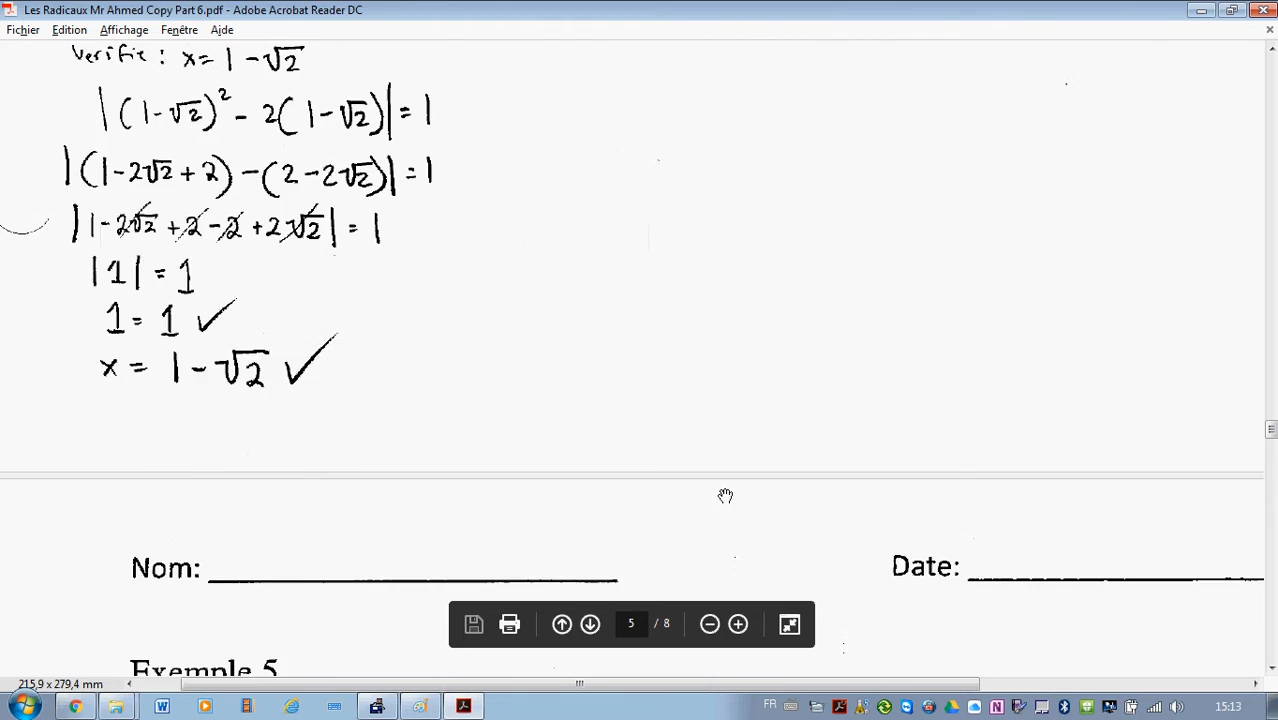 Les Radicaux Mr Ahmed Copy Part 6.pdf - Adobe Acrobat Reader DC
Fichier Edition Affichage Fenêtre Aide
Verifie : x = 1 - √2
|(1-√2)² - 2(1-√2)| = 1
|(1-2√2+2) - (2-2√2)| = 1
|1-2√2+2-2+2√2| = 1
|1| = 1
1 = 1 ✓
x = 1 - √2 ✓
Nom: Date:
5 / 8
Exemple 5
215,9 x 279,4 mm
FR 15:13